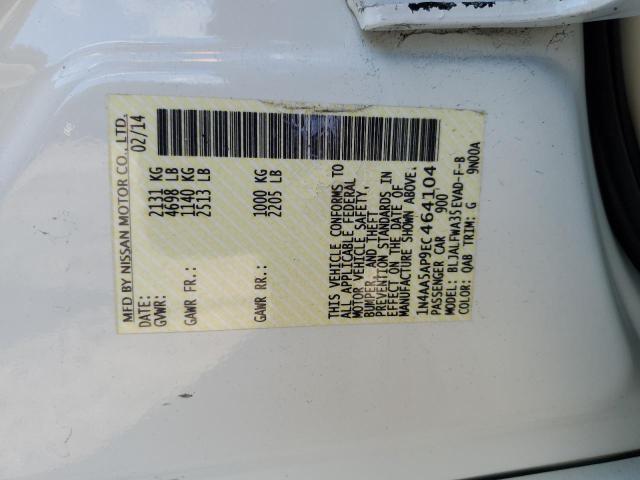 MFD BY NISSAN MOTOR CO., LTD.
DATE: 02/14
GVWR: 2131 KG
4698 LB
GAWR FR.: 1140 KG
2513 LB
GAWR RR.: 1000 KG
2205 LB
THIS VEHICLE CONFORMS TO
ALL APPLICABLE FEDERAL
MOTOR VEHICLE SAFETY,
BUMPER, AND THEFT
PREVENTION STANDARDS IN
EFFECT ON THE DATE OF
MANUFACTURE SHOWN ABOVE.
1N4AA5AP9EC464104
PASSENGER CAR 900
MODEL: BLJALFWA35EVAD-F-B
COLOR: QAB TRIM: G 9N00A